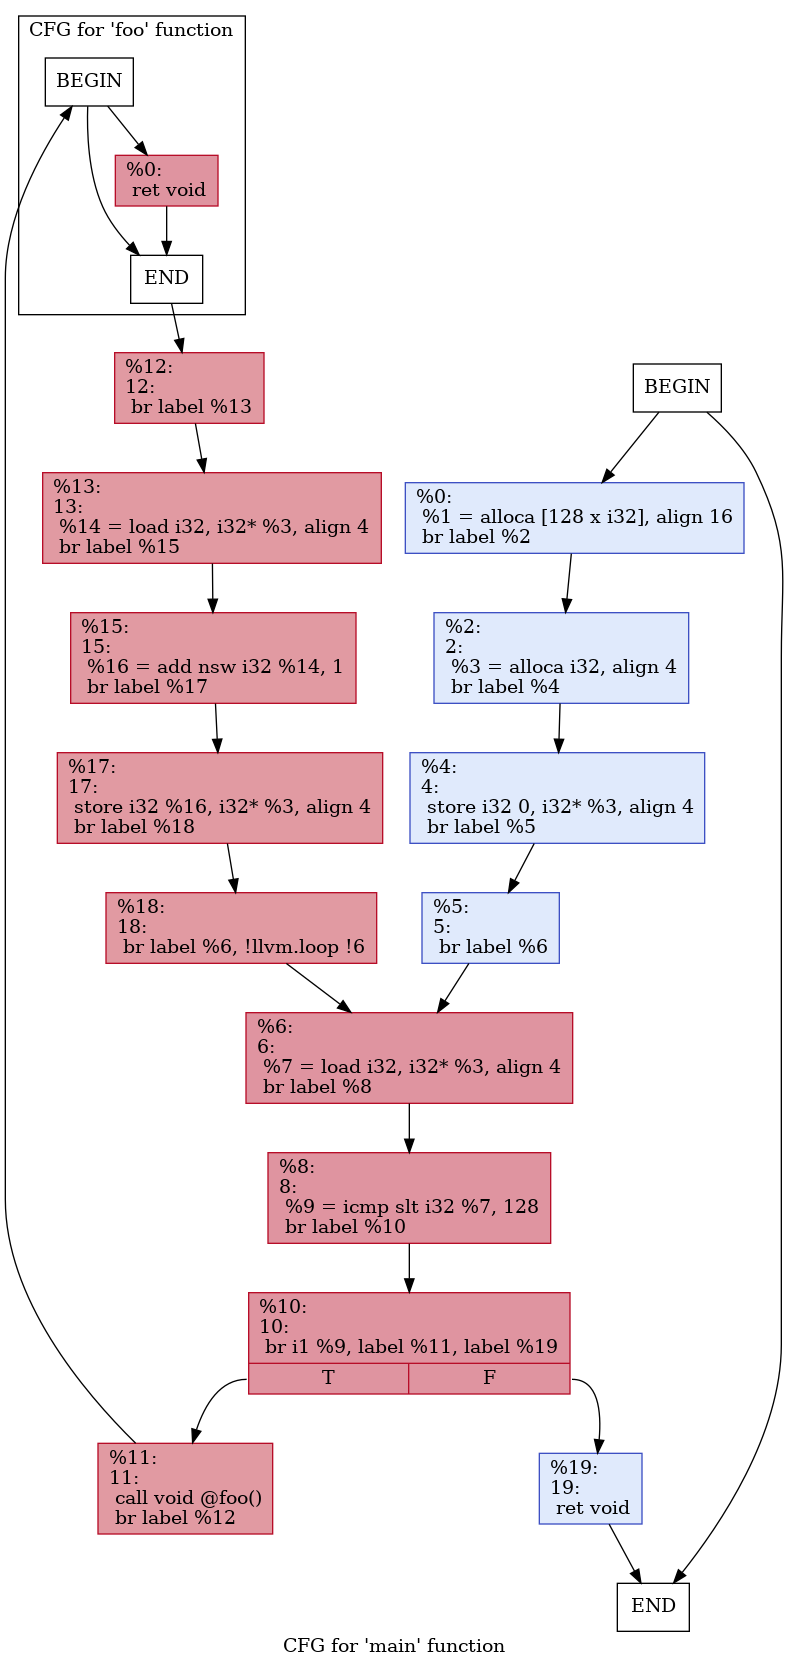 CFG for 'foo' function
BEGIN
%0:
ret void
END
%12:
12:
br label %13
%13:
13:
%14 = load i32, i32* %3, align 4
br label %15
%15:
15:
%16 = add nsw i32 %14, 1
br label %17
%17:
17:
store i32 %16, i32* %3, align 4
br label %18
%18:
18:
br label %6, !llvm.loop !6
BEGIN
%0:
%1 = alloca [128 x i32], align 16
br label %2
%2:
2:
%3 = alloca i32, align 4
br label %4
%4:
4:
store i32 0, i32* %3, align 4
br label %5
%5:
5:
br label %6
%6:
6:
%7 = load i32, i32* %3, align 4
br label %8
%8:
8:
%9 = icmp slt i32 %7, 128
br label %10
%10:
10:
br i1 %9, label %11, label %19
T F
%11:
11:
call void @foo()
br label %12
%19:
19:
ret void
END
CFG for 'main' function